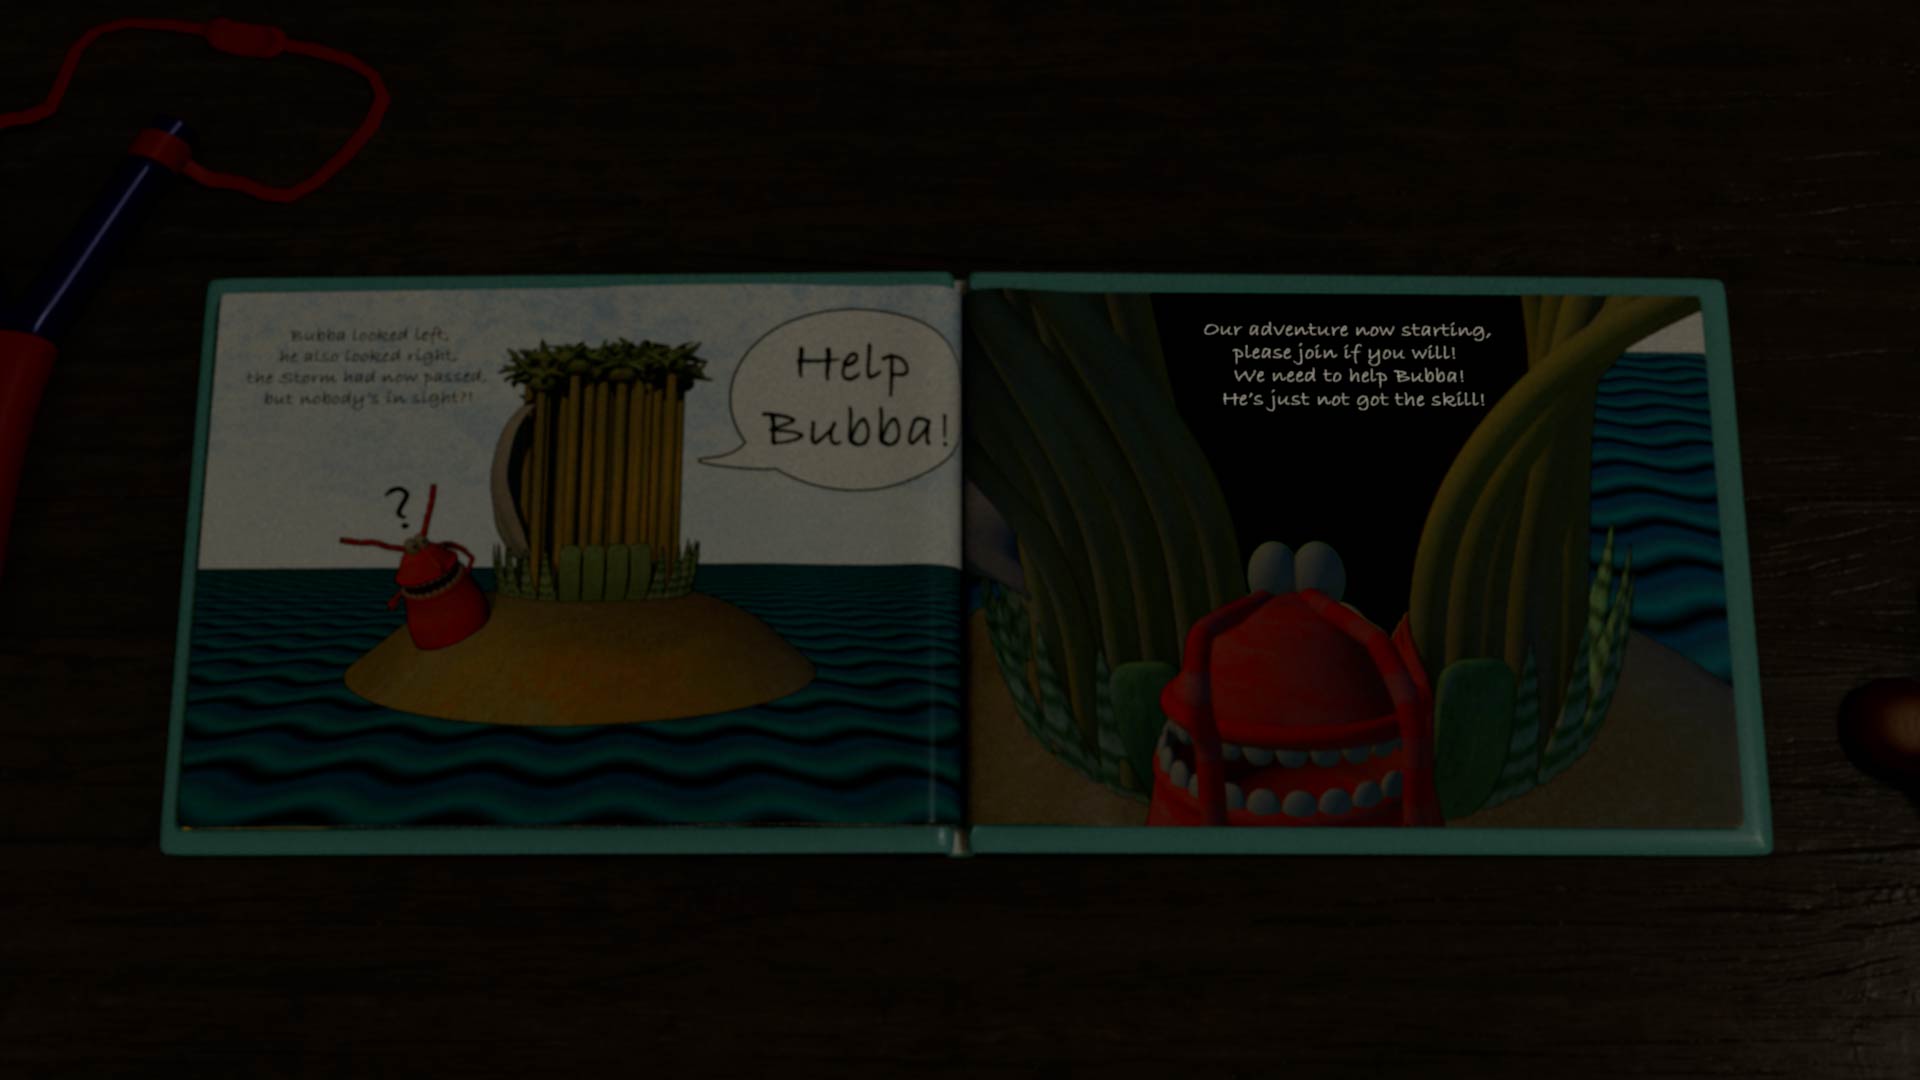 Bubba looked left,
he also looked right,
the Storm had now passed,
but nobody's in sight?!
?
Help
Bubba!
Our adventure now starting,
please join if you will!
We need to help Bubba!
He's just not got the skill!